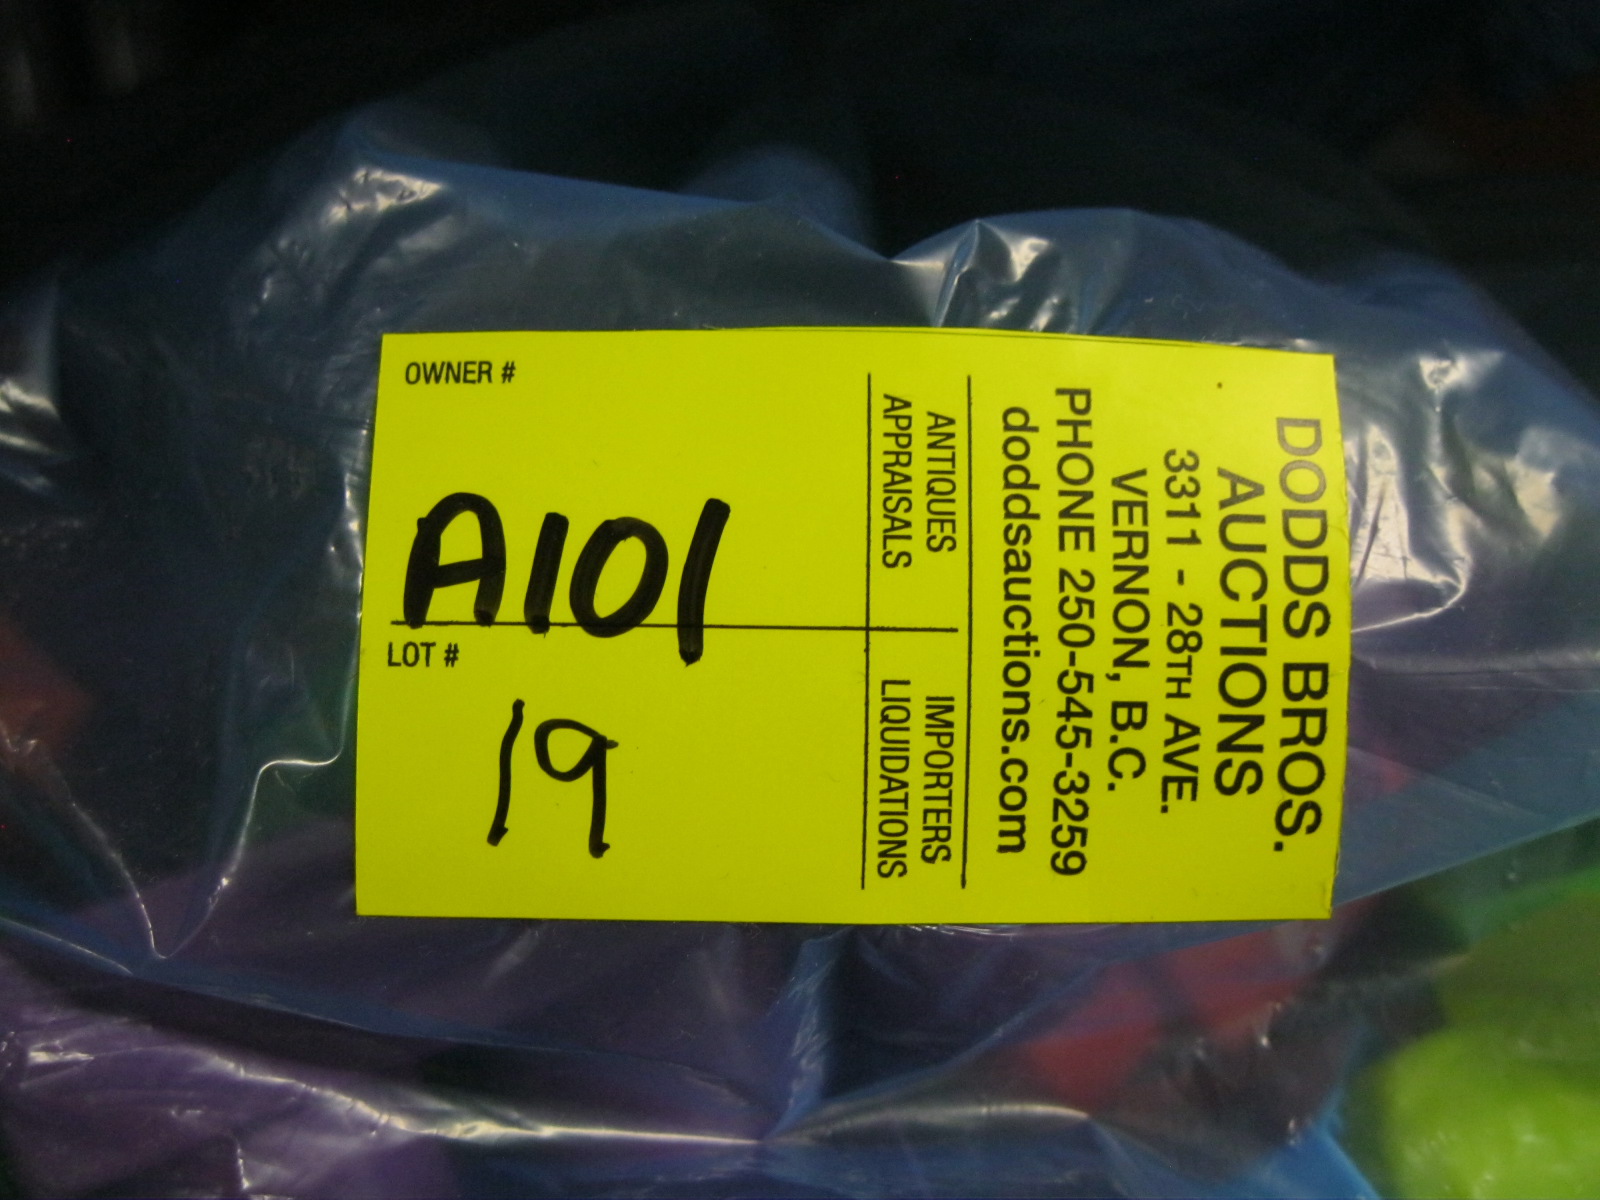 DODDS BROS.
AUCTIONS
3311 - 28TH AVE.
VERNON, B.C.
PHONE 250-545-3259
doddsauctions.com
ANTIQUES
APPRAISALS
IMPORTERS
LIQUIDATIONS
OWNER #
A101
LOT #
19